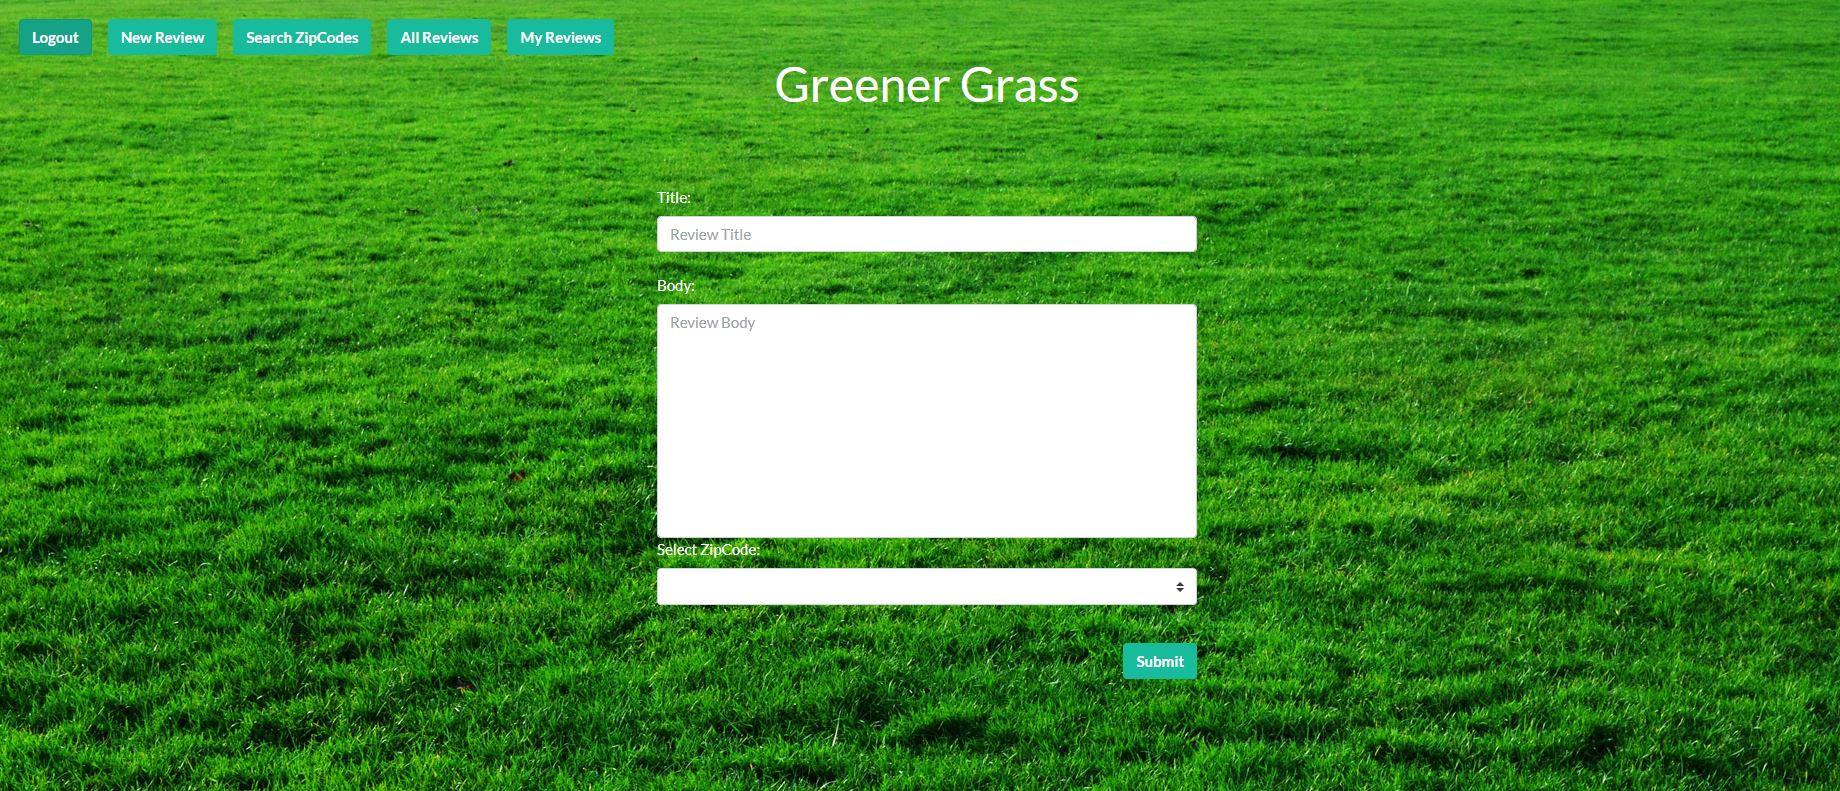 Logout New Review Search ZipCodes All Reviews My Reviews
Greener Grass
Title:
Review Title
Body:
Review Body
Select ZipCode:
Submit